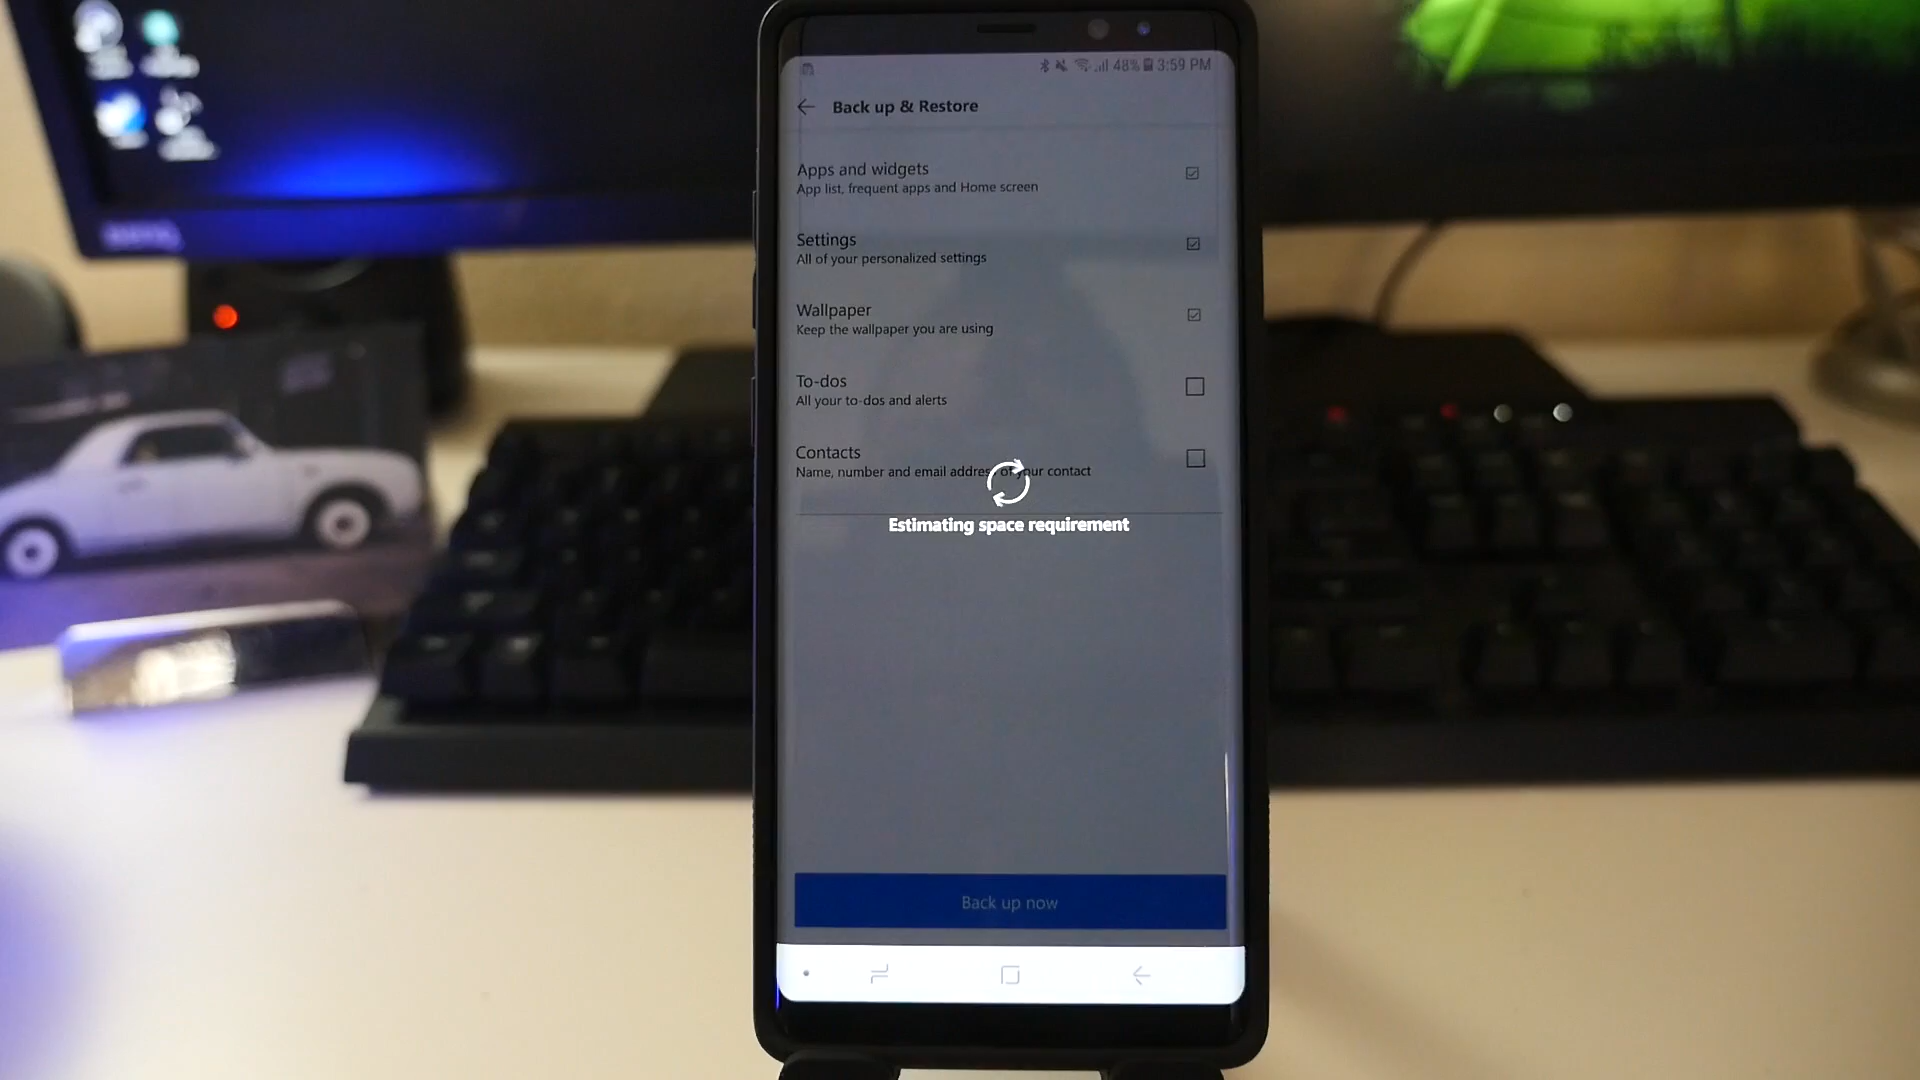 48% 3:59 PM
Back up & Restore
Apps and widgets
App list, frequent apps and Home screen
Settings
All of your personalized settings
Wallpaper
Keep the wallpaper you are using
To-dos
All your to-dos and alerts
Contacts
Name, number and email address of your contact
Estimating space requirement
Back up now